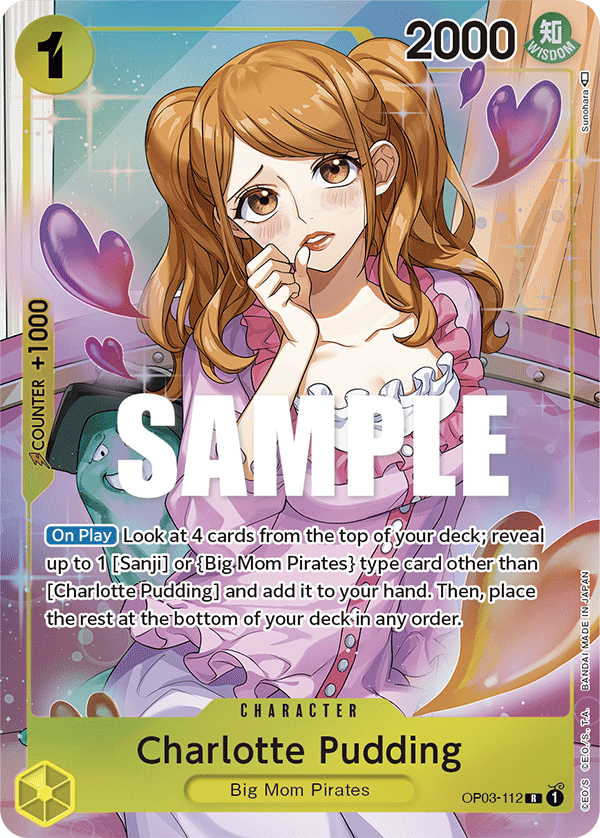 1
2000
知
WISDOM
Sunohara
COUNTER +1000
SAMPLE
On Play Look at 4 cards from the top of your deck; reveal
up to 1 [Sanji] or {Big Mom Pirates} type card other than
[Charlotte Pudding] and add it to your hand. Then, place
the rest at the bottom of your deck in any order.
CHARACTER
Charlotte Pudding
Big Mom Pirates
OP03-112 R 1
©E.O/S ©E.O./S., T.A. BANDAI MADE IN JAPAN